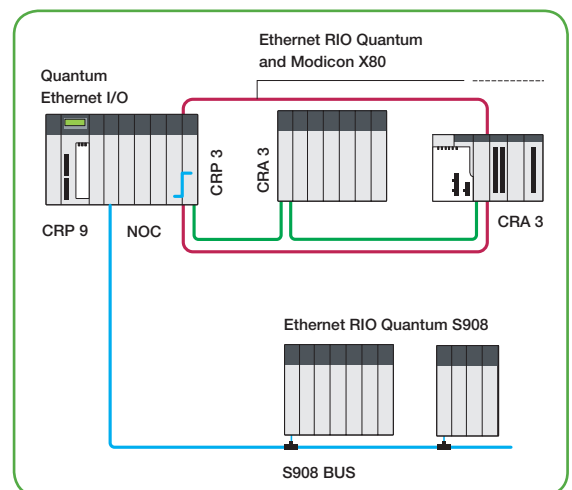 Ethernet RIO Quantum
and Modicon X80
Quantum
Ethernet I/O
CRP 3
CRA 3
CRP 9
NOC
CRA 3
Ethernet RIO Quantum S908
S908 BUS